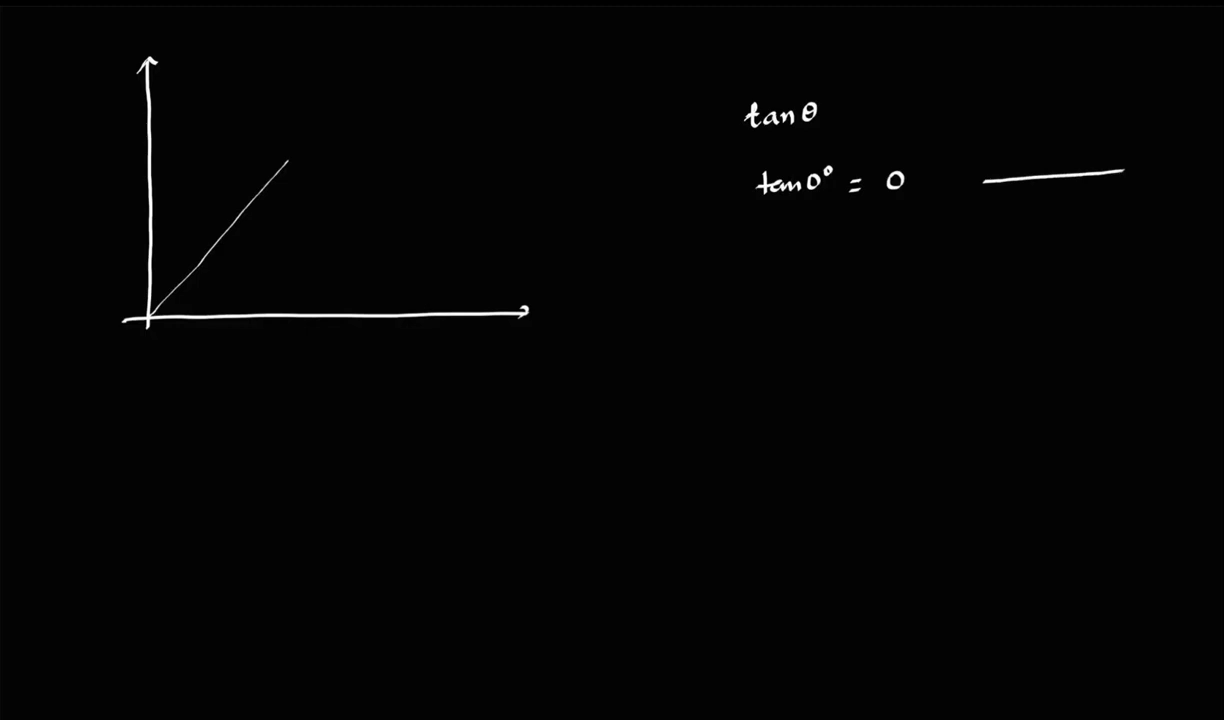 tanθ
tan0° = 0